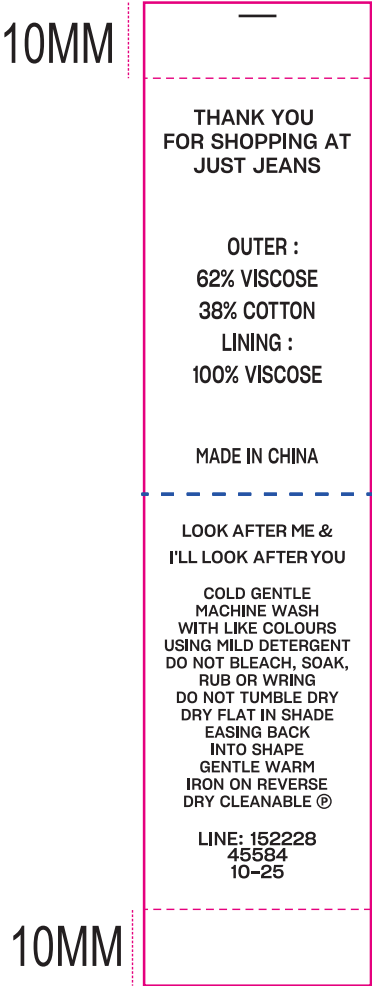 10MM
THANK YOU
FOR SHOPPING AT
JUST JEANS
OUTER :
62% VISCOSE
38% COTTON
LINING :
100% VISCOSE
MADE IN CHINA
LOOK AFTER ME &
I'LL LOOK AFTER YOU
COLD GENTLE
MACHINE WASH
WITH LIKE COLOURS
USING MILD DETERGENT
DO NOT BLEACH, SOAK,
RUB OR WRING
DO NOT TUMBLE DRY
DRY FLAT IN SHADE
EASING BACK
INTO SHAPE
GENTLE WARM
IRON ON REVERSE
DRY CLEANABLE Ⓟ
LINE: 152228
45584
10-25
10MM